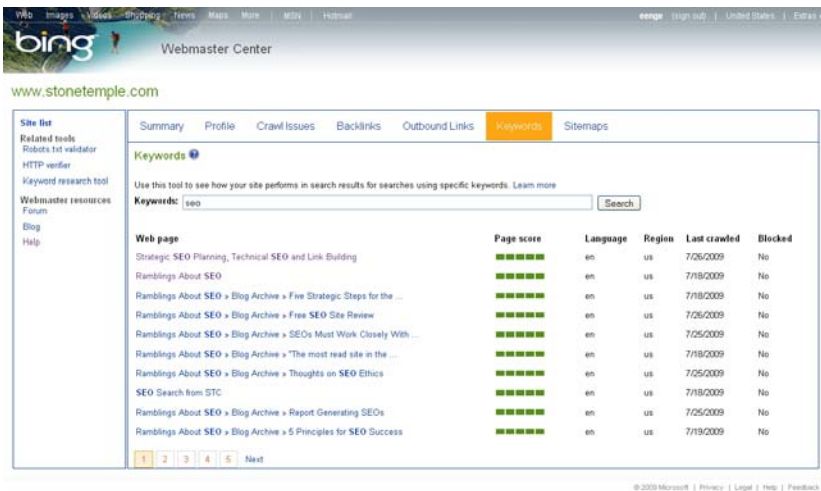 Web Images Videos Shopping News Maps More | MSN | Hotmail
eenge (sign out) | United States | Extras
bing Webmaster Center
www.stonetemple.com
Site list
Related tools
Robots.txt validator
HTTP verifier
Keyword research tool
Webmaster resources
Forum
Blog
Help
Summary Profile Crawl Issues Backlinks Outbound Links Keywords Sitemaps
Keywords
Use this tool to see how your site performs in search results for searches using specific keywords. Learn more
Keywords: seo Search
Web page Page score Language Region Last crawled Blocked
Strategic SEO Planning, Technical SEO and Link Building en us 7/26/2009 No
Ramblings About SEO en us 7/18/2009 No
Ramblings About SEO » Blog Archive » Five Strategic Steps for the ... en us 7/18/2009 No
Ramblings About SEO » Blog Archive » Free SEO Site Review en us 7/26/2009 No
Ramblings About SEO » Blog Archive » SEOs Must Work Closely With ... en us 7/25/2009 No
Ramblings About SEO » Blog Archive » "The most read site in the ... en us 7/18/2009 No
Ramblings About SEO » Blog Archive » Thoughts on SEO Ethics en us 7/25/2009 No
SEO Search from STC en us 7/18/2009 No
Ramblings About SEO » Blog Archive » Report Generating SEOs en us 7/25/2009 No
Ramblings About SEO » Blog Archive » 5 Principles for SEO Success en us 7/19/2009 No
1 2 3 4 5 Next
© 2009 Microsoft | Privacy | Legal | Help | Feedback